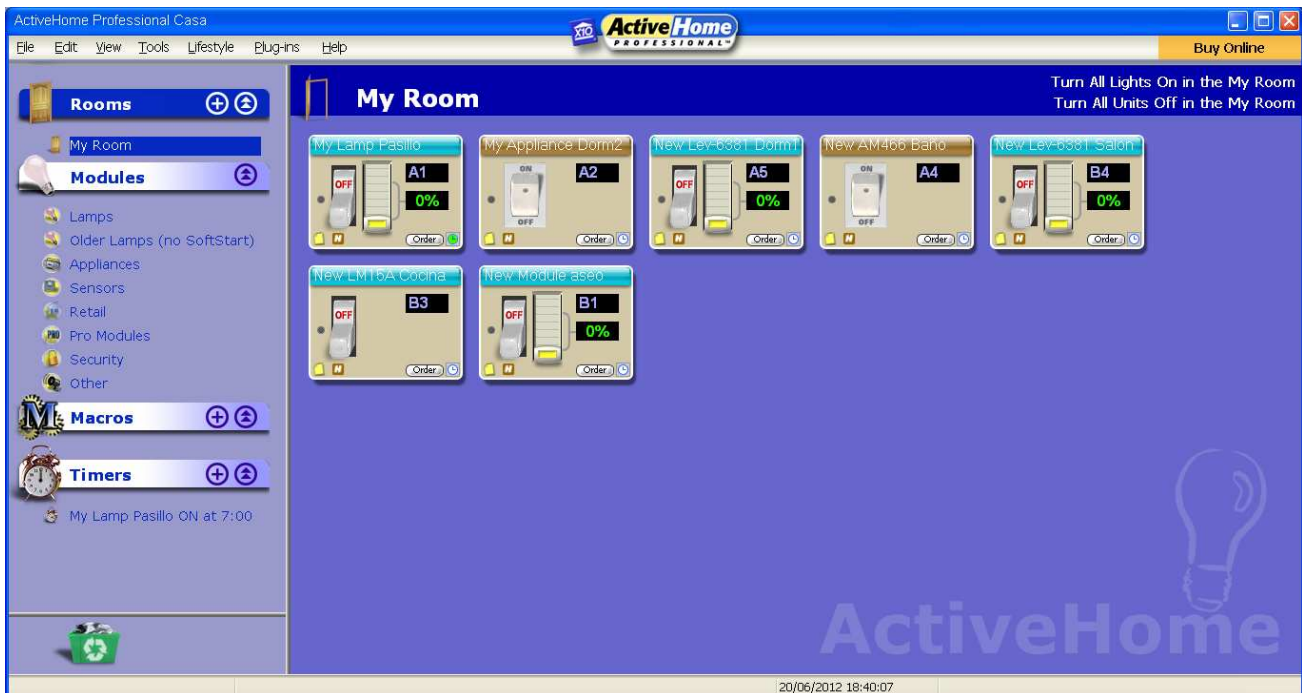 ActiveHome Professional Casa
X10 ActiveHome
PROFESSIONAL™
File Edit View Tools Lifestyle Plug-ins Help
Buy Online
Rooms
My Room
Modules
Lamps
Older Lamps (no SoftStart)
Appliances
Sensors
Retail
PRO Pro Modules
Security
Other
M Macros
Timers
My Lamp Pasillo ON at 7:00
My Room
Turn All Lights On in the My Room
Turn All Units Off in the My Room
My Lamp Pasillo
OFF
A1
0%
Order
My Appliance Dorm2
ON
OFF
A2
Order
New Lev-6381 Dorm1
OFF
A5
0%
Order
New AM466 Baño
ON
OFF
A4
Order
New Lev-6381 Salon
OFF
B4
0%
Order
New LM15A Cocina
OFF
B3
Order
New Module aseo
OFF
B1
0%
Order
ActiveHome
20/06/2012 18:40:07